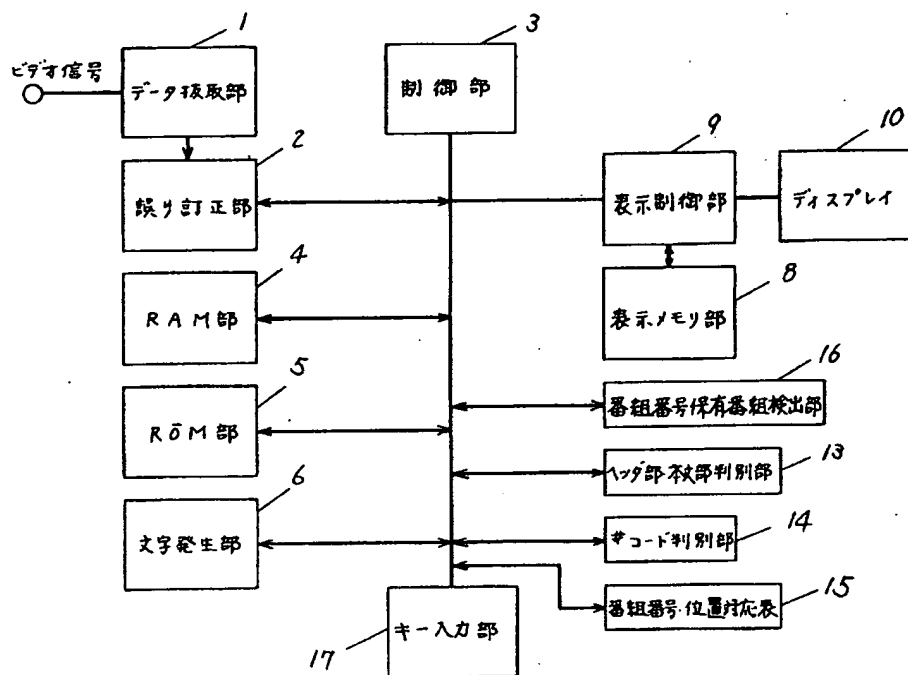 1
3
ビデオ信号
データ抜取部
制御部
2
9
10
誤り訂正部
表示制御部
ディスプレイ
4
8
RAM部
表示メモリ部
16
5
番組番号保有番組検出部
ROM部
13
ヘッダ部・本文部判別部
6
14
文字発生部
#コード判別部
15
番組番号・位置対応表
17
キー入力部